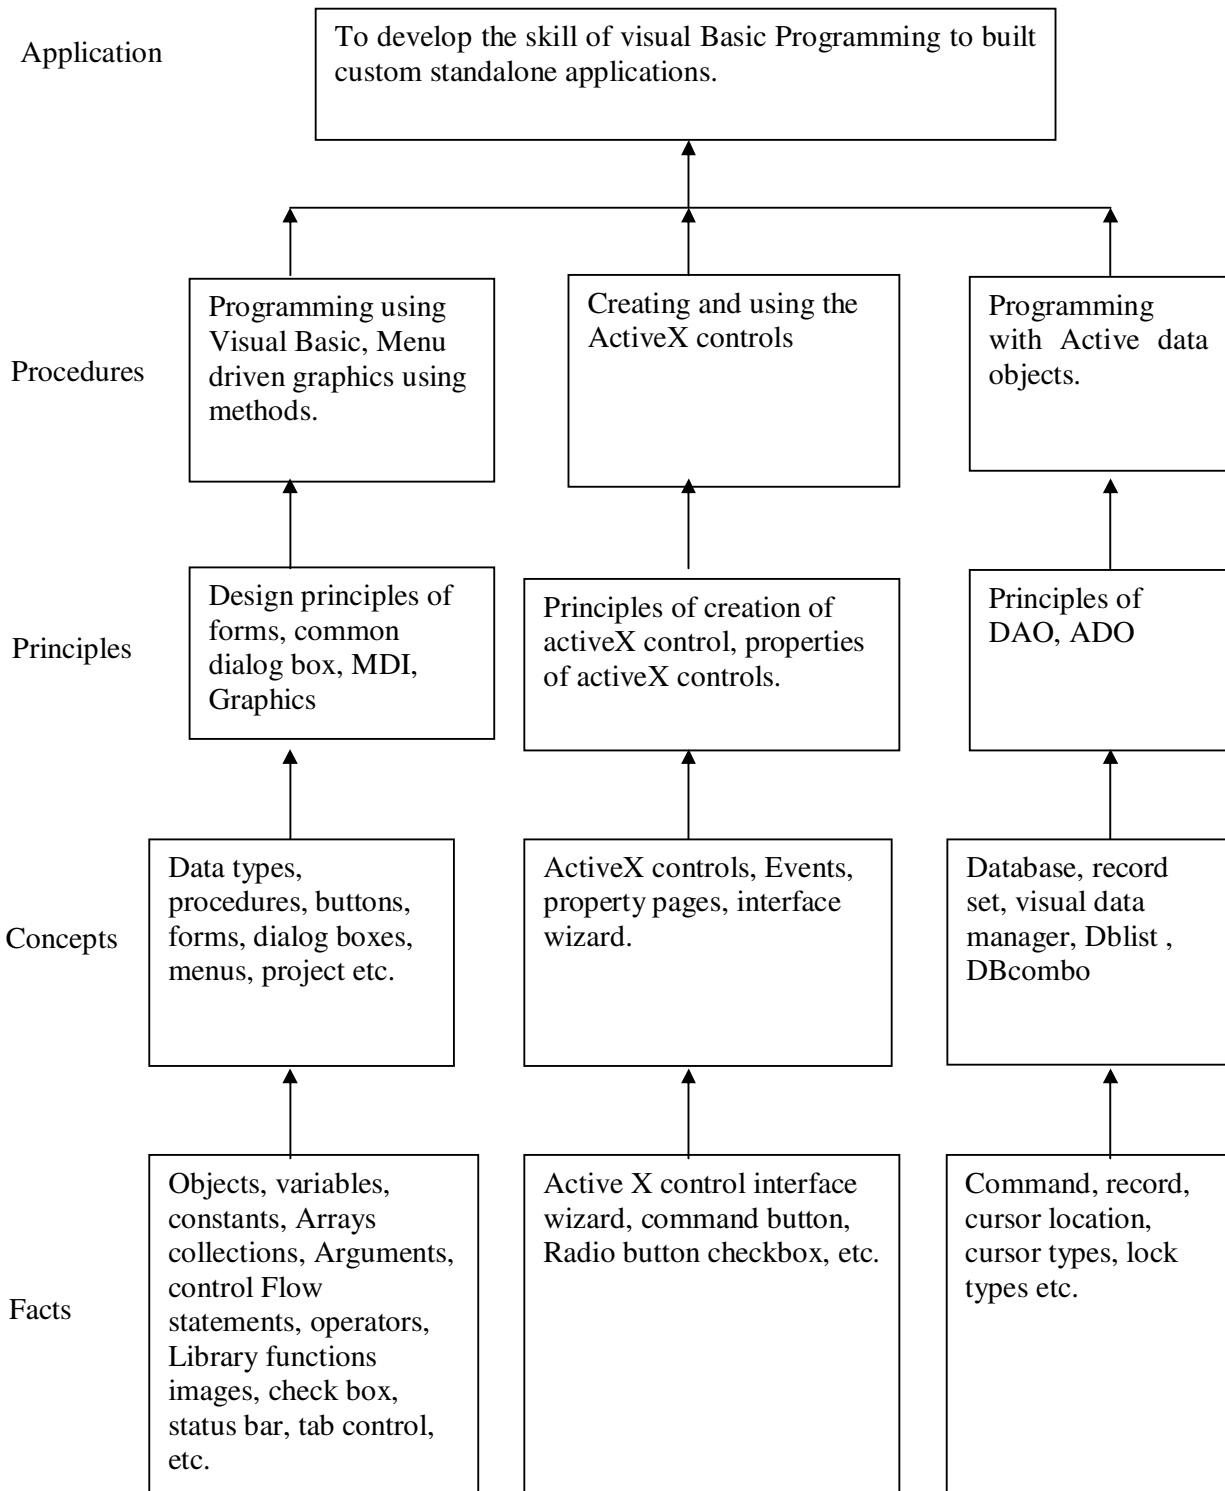 Application
To develop the skill of visual Basic Programming to built
custom standalone applications.
Procedures
Programming using
Visual Basic, Menu
driven graphics using
methods.
Creating and using the
ActiveX controls
Programming
with Active data
objects.
Principles
Design principles of
forms, common
dialog box, MDI,
Graphics
Principles of creation of
activeX control, properties
of activeX controls.
Principles of
DAO, ADO
Concepts
Data types,
procedures, buttons,
forms, dialog boxes,
menus, project etc.
ActiveX controls, Events,
property pages, interface
wizard.
Database, record
set, visual data
manager, Dblist ,
DBcombo
Facts
Objects, variables,
constants, Arrays
collections, Arguments,
control Flow
statements, operators,
Library functions
images, check box,
status bar, tab control,
etc.
Active X control interface
wizard, command button,
Radio button checkbox, etc.
Command, record,
cursor location,
cursor types, lock
types etc.